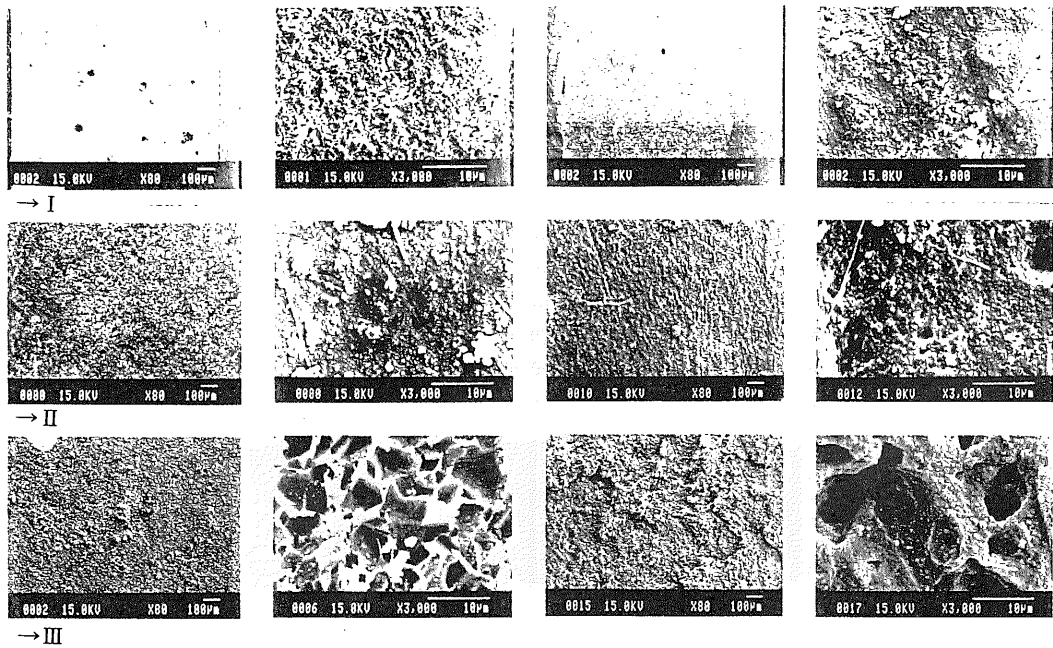 0002 15.0KV X80 100µm
0001 15.0KV X3,000 10µm
0002 15.0KV X80 100µm
0002 15.0KV X3,000 10µm
→ I
0000 15.0KV X80 100µm
0008 15.0KV X3,000 10µm
0010 15.0KV X80 100µm
0012 15.0KV X3,000 10µm
→ II
0002 15.0KV X80 100µm
0006 15.0KV X3,000 10µm
0015 15.0KV X80 100µm
0017 15.0KV X3,000 10µm
→ III